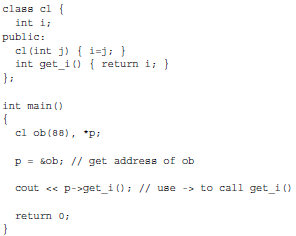 class cl {
int i;
public:
cl(int j) { i=j; }
int get_i() { return i; }
};
int main()
{
cl ob(88), *p;
p = &ob; // get address of ob
cout << p->get_i(); // use -> to call get_i()
return 0;
}